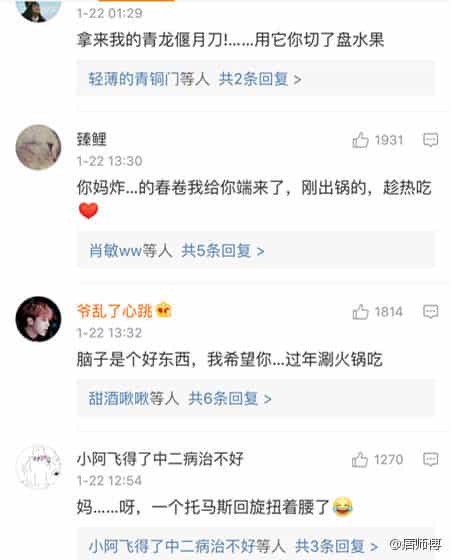 1-22 01:29
拿来我的青龙偃月刀!……用它你切了盘水果
轻薄的青铜门等人 共2条回复 >
臻鲤 1931
1-22 13:30
你妈炸...的春卷我给你端来了，刚出锅的，趁热吃
❤️
肖敏ww等人 共5条回复 >
爷乱了心跳 1814
1-22 13:32
脑子是个好东西，我希望你...过年涮火锅吃
甜酒啾啾等人 共6条回复 >
小阿飞得了中二病治不好 1270
1-22 12:54
妈……呀，一个托马斯回旋扭着腰了😂
小阿飞得了中二病治不好等人 共3条回复 >
@唐师傅